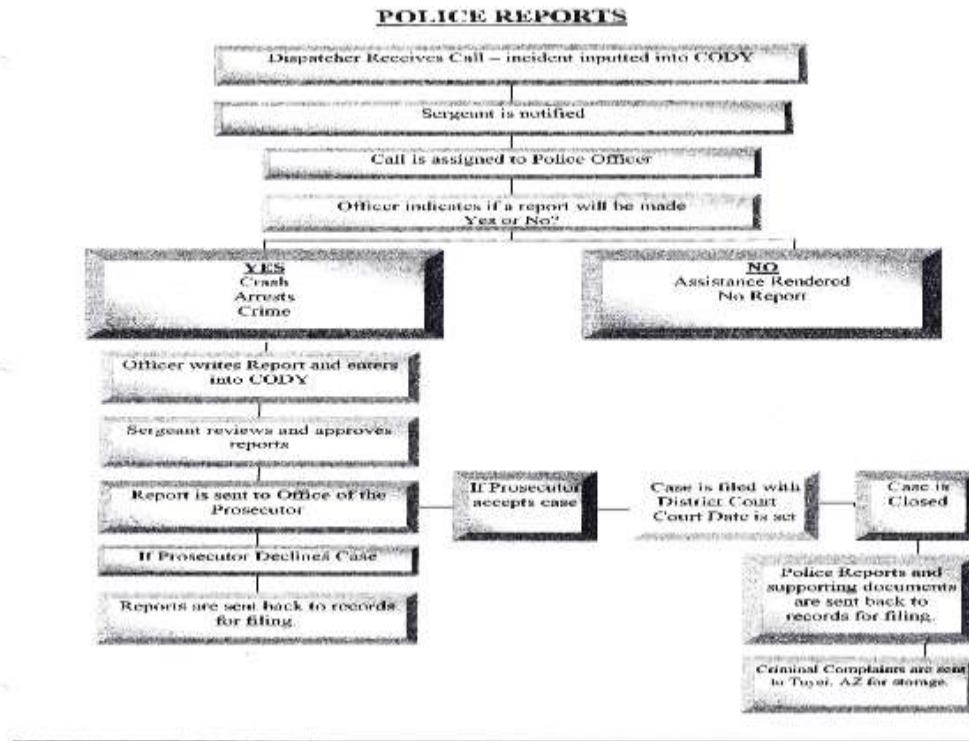 POLICE REPORTS
Dispatcher Receives Call – incident inputted into CODY
Sergeant is notified
Call is assigned to Police Officer
Officer indicates if a report will be made
Yes or No?
YES
Crash
Arrests
Crime
NO
Assistance Rendered
No Report
Officer writes Report and enters
into CODY
Sergeant reviews and approves
reports
Report is sent to Office of the
Prosecutor
If Prosecutor
accepts case
Case is filed with
District Court
Court Date is set
Case is
Closed
If Prosecutor Declines Case
Reports are sent back to records
for filing.
Police Reports and
supporting documents
are sent back to
records for filing.
Criminal Complaints are sent
to AZ for storage.